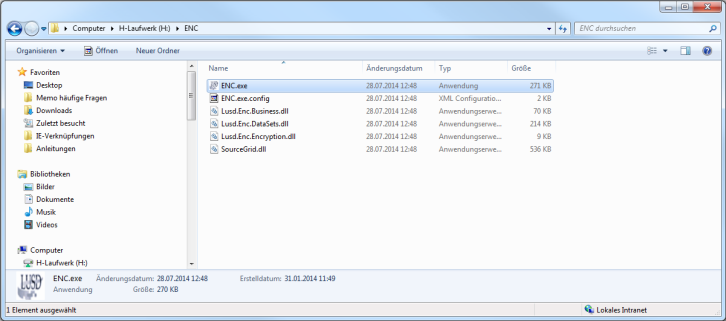 Computer ▸ H-Laufwerk (H:) ▸ ENC
ENC durchsuchen
Organisieren Öffnen Neuer Ordner
Name Änderungsdatum Typ Größe
Favoriten
Desktop
Memo häufige Fragen
Downloads
Zuletzt besucht
IE-Verknüpfungen
Anleitungen
Bibliotheken
Bilder
Dokumente
Musik
Videos
Computer
H-Laufwerk (H:)
ENC.exe 28.07.2014 12:48 Anwendung 271 KB
ENC.exe.config 28.07.2014 12:48 XML Configuratio... 2 KB
Lusd.Enc.Business.dll 28.07.2014 12:48 Anwendungserwe... 70 KB
Lusd.Enc.DataSets.dll 28.07.2014 12:48 Anwendungserwe... 214 KB
Lusd.Enc.Encryption.dll 28.07.2014 12:48 Anwendungserwe... 9 KB
SourceGrid.dll 28.07.2014 12:48 Anwendungserwe... 536 KB
LUSD
ENC.exe Änderungsdatum: 28.07.2014 12:48 Erstelldatum: 31.01.2014 11:49
Anwendung Größe: 270 KB
1 Element ausgewählt Lokales Intranet